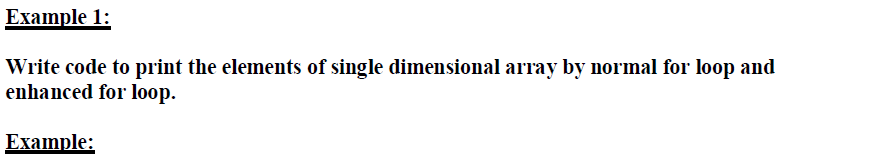 Example 1:
Write code to print the elements of single dimensional array by normal for loop and
enhanced for loop.
Example: